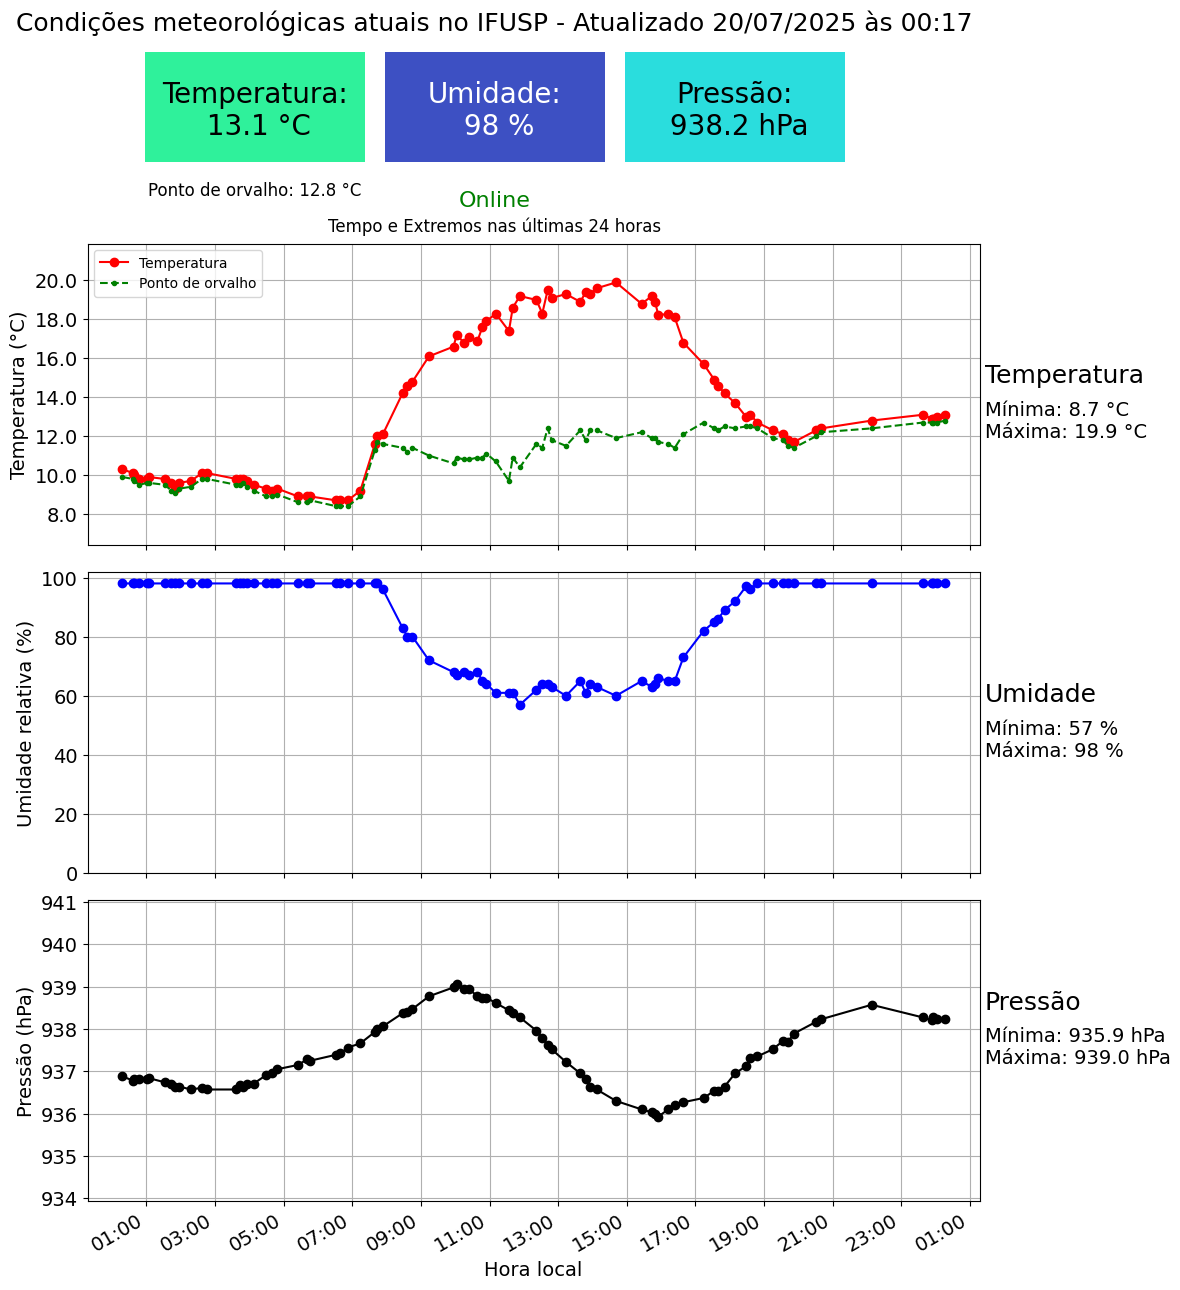 Condições meteorológicas atuais no IFUSP - Atualizado 20/07/2025 às 00:17
Temperatura:
13.1 °C
Umidade:
98 %
Pressão:
938.2 hPa
Ponto de orvalho: 12.8 °C
Online
Tempo e Extremos nas últimas 24 horas
Temperatura
Ponto de orvalho
Temperatura (°C)
20.0
18.0
16.0
14.0
12.0
10.0
8.0
Temperatura
Mínima: 8.7 °C
Máxima: 19.9 °C
Umidade relativa (%)
100
80
60
40
20
0
Umidade
Mínima: 57 %
Máxima: 98 %
Pressão (hPa)
941
940
939
938
937
936
935
934
Pressão
Mínima: 935.9 hPa
Máxima: 939.0 hPa
01:00 03:00 05:00 07:00 09:00 11:00 13:00 15:00 17:00 19:00 21:00 23:00 01:00
Hora local